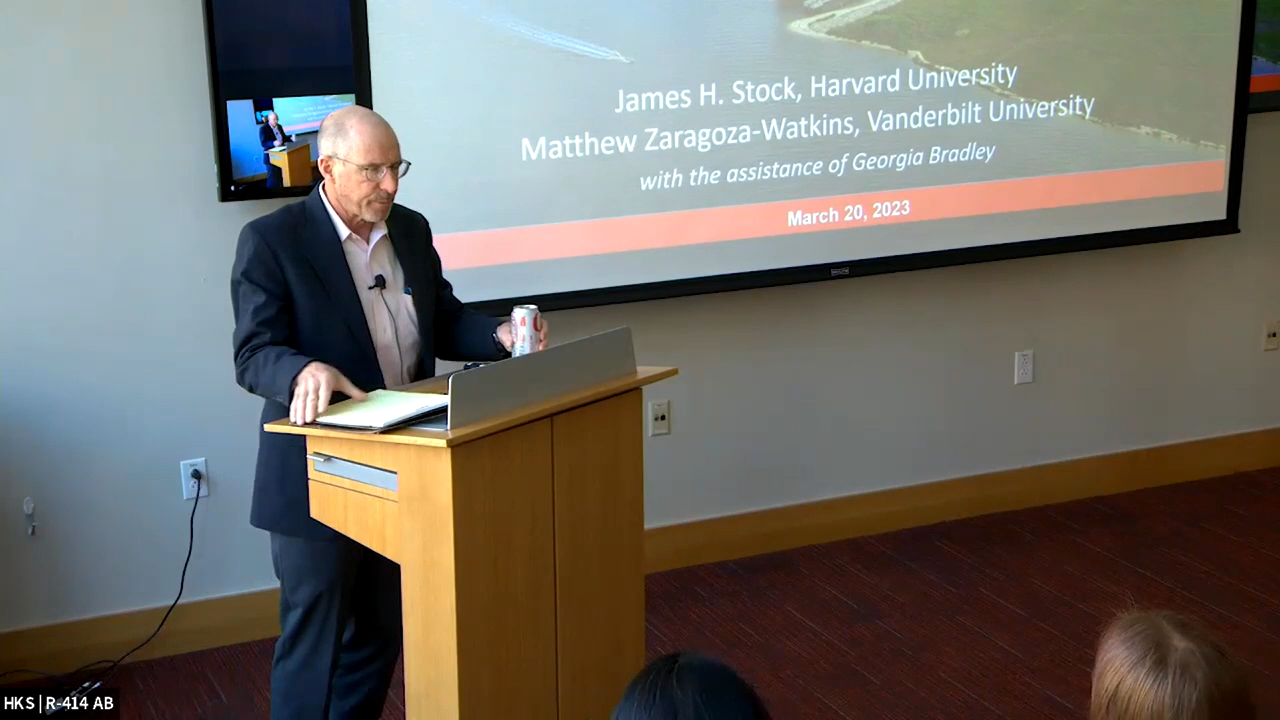 James H. Stock, Harvard University
Matthew Zaragoza-Watkins, Vanderbilt University
with the assistance of Georgia Bradley
March 20, 2023
HKS | R-414 AB